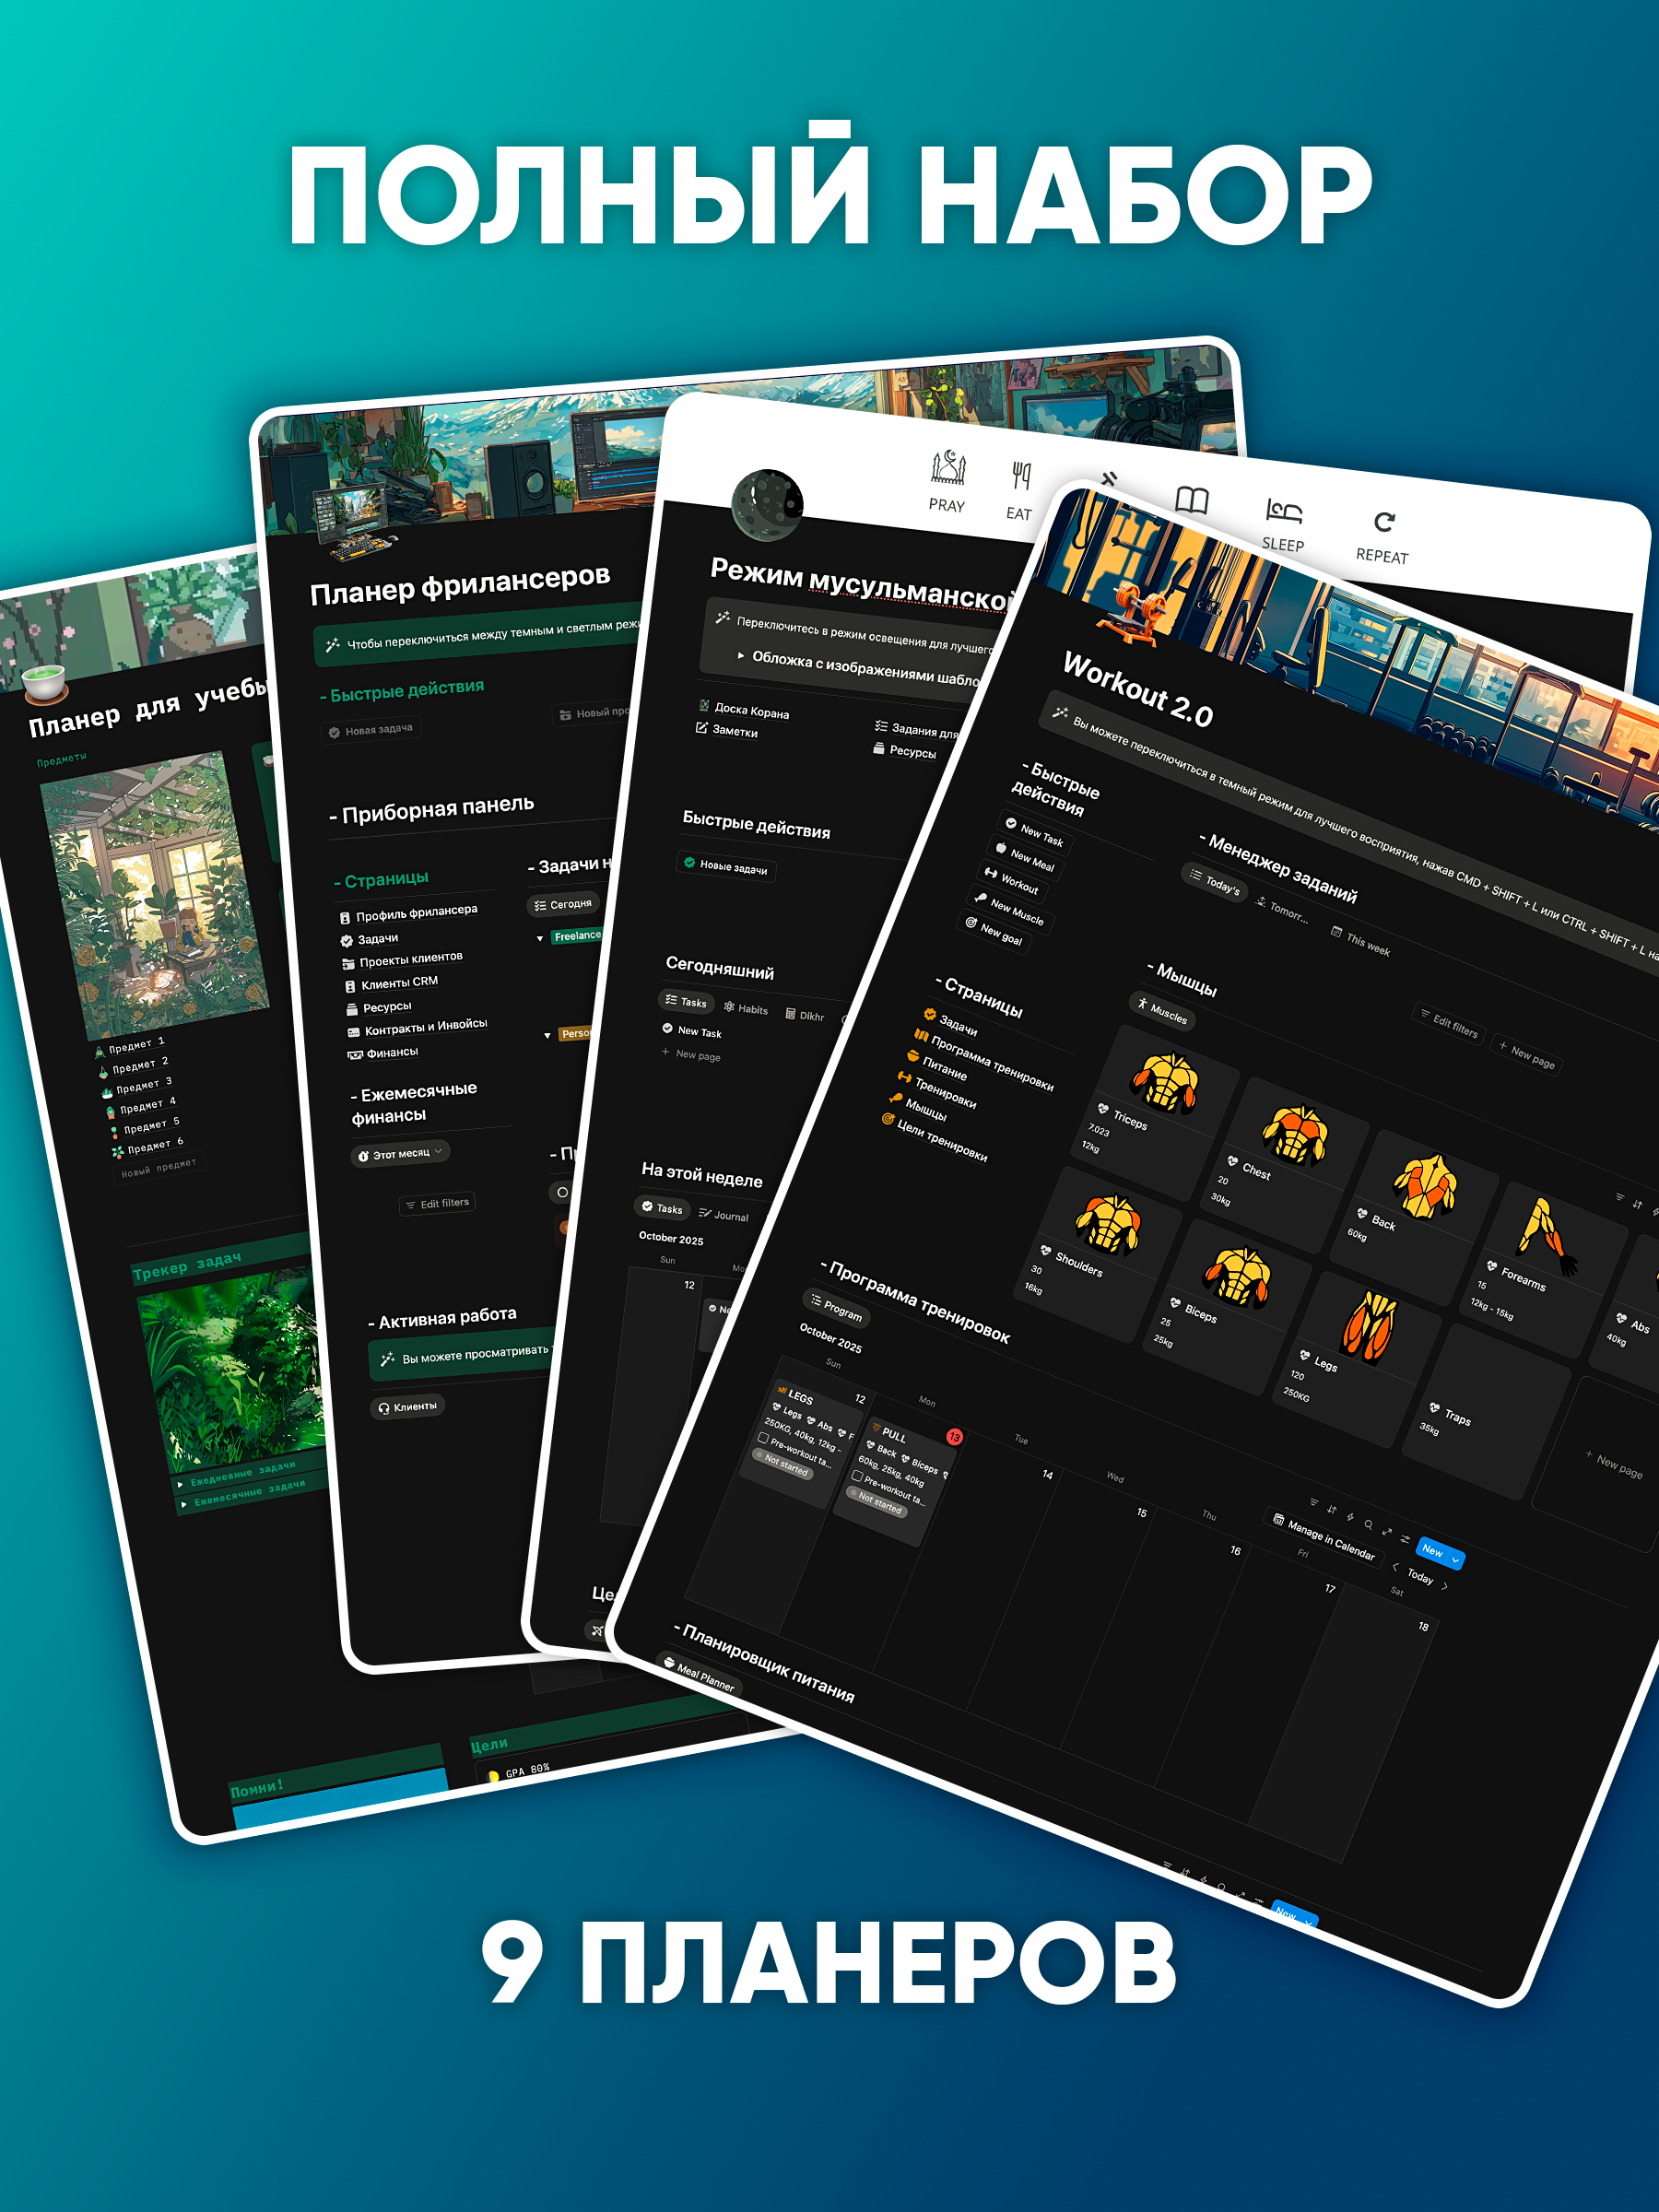 ПОЛНЫЙ НАБОР
Планер для учебы
Предметы
Предмет 1
Предмет 2
Предмет 3
Предмет 4
Предмет 5
Предмет 6
Новый предмет
Трекер задач
Ежедневные задачи
Ежемесячные задачи
Помни!
Цели
GPA 80%
Планер фрилансеров
Чтобы переключиться между темным и светлым
- Быстрые действия
Новая задача
Новый
- Приборная панель
- Страницы
Профиль фрилансера
Задачи
Проекты клиентов
Клиенты CRM
Ресурсы
Контракты и Инвойсы
Финансы
- Задачи
Сегодня
Freelance
- Ежемесячные
финансы
Этот месяц
Edit filters
- Активная работа
Вы можете просматривать
Клиенты
PRAY
EAT
SLEEP
REPEAT
Режим мусульманской
Переключитесь в режим освещения для лучшего
Обложка с изображениями
Доска Корана
Заметки
Задания для
Ресурсы
Быстрые действия
Новые задачи
Сегодняшний
Tasks Habits Dikhr
New Task
+ New page
На этой неделе
Tasks Journal
October 2025
Sun
12
Workout 2.0
Вы можете переключиться в темный режим для лучшего восприятия, нажав CMD + SHIFT + L или CTRL + SHIFT + L
- Быстрые
действия
New Task
New Meal
Workout
New Muscle
New goal
- Менеджер заданий
Today's Tomorr... This week
Edit filters + New page
- Страницы
Задачи
Программа тренировки
Питание
Тренировки
Мышцы
Цели тренировки
- Мышцы
Muscles
Triceps
7.023
12kg
Chest
20
30kg
Back
60kg
Forearms
15
12kg - 15kg
Abs
40kg
Shoulders
30
16kg
Biceps
25
25kg
Legs
120
250KG
Traps
35kg
+ New page
- Программа тренировок
Program
October 2025
Manage in Calendar
New
Today
Sun Mon Tue Wed Thu Fri Sat
12 13 14 15 16 17 18
LEGS
Legs Abs F
250KG, 40kg, 12kg -
Pre-workout ta...
Not started
PULL
Back Biceps
60kg, 25kg, 40kg
Pre-workout ta...
Not started
- Планировщик питания
Meal Planner
New
9 ПЛАНЕРОВ